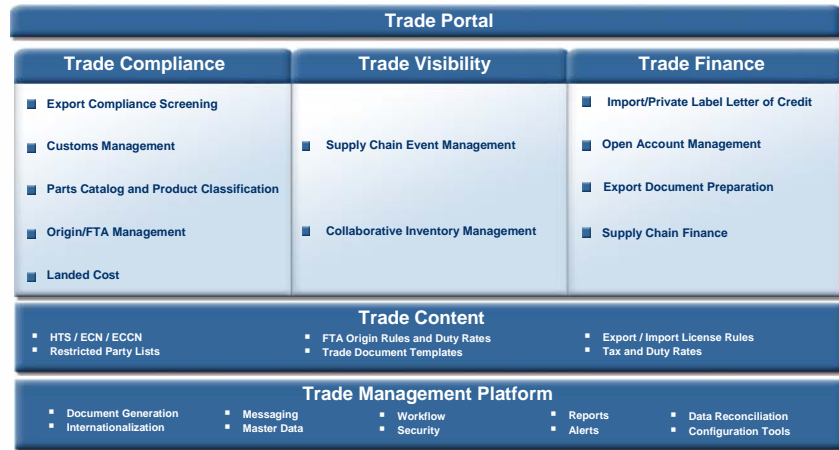 Trade Portal
Trade Compliance
Export Compliance Screening
Customs Management
Parts Catalog and Product Classification
Origin/FTA Management
Landed Cost
Trade Visibility
Supply Chain Event Management
Collaborative Inventory Management
Trade Finance
Import/Private Label Letter of Credit
Open Account Management
Export Document Preparation
Supply Chain Finance
Trade Content
HTS / ECN / ECCN
Restricted Party Lists
FTA Origin Rules and Duty Rates
Trade Document Templates
Export / Import License Rules
Tax and Duty Rates
Trade Management Platform
Document Generation
Internationalization
Messaging
Master Data
Workflow
Security
Reports
Alerts
Data Reconciliation
Configuration Tools